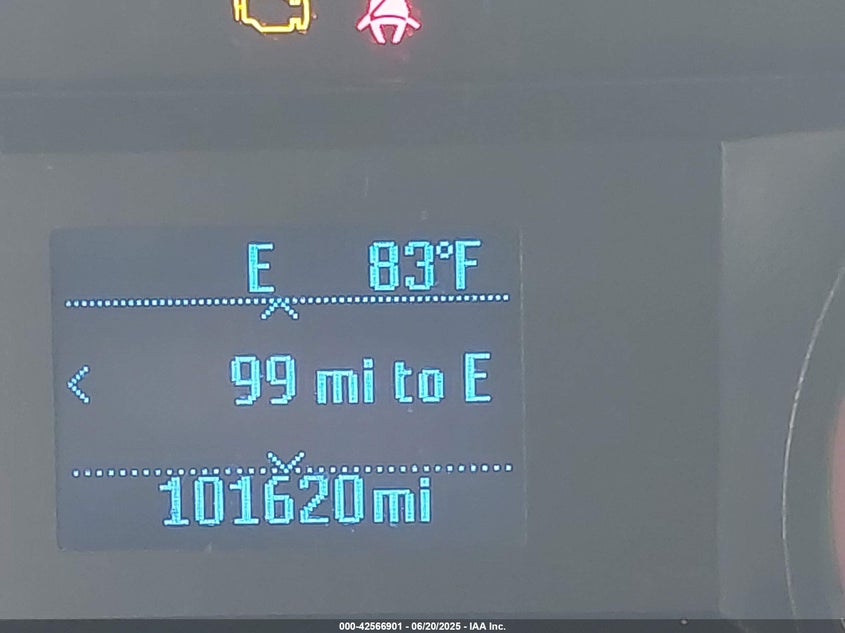 E 83°F
< 99 mi to E
101620mi
000-42566901 - 06/20/2025 - IAA Inc.